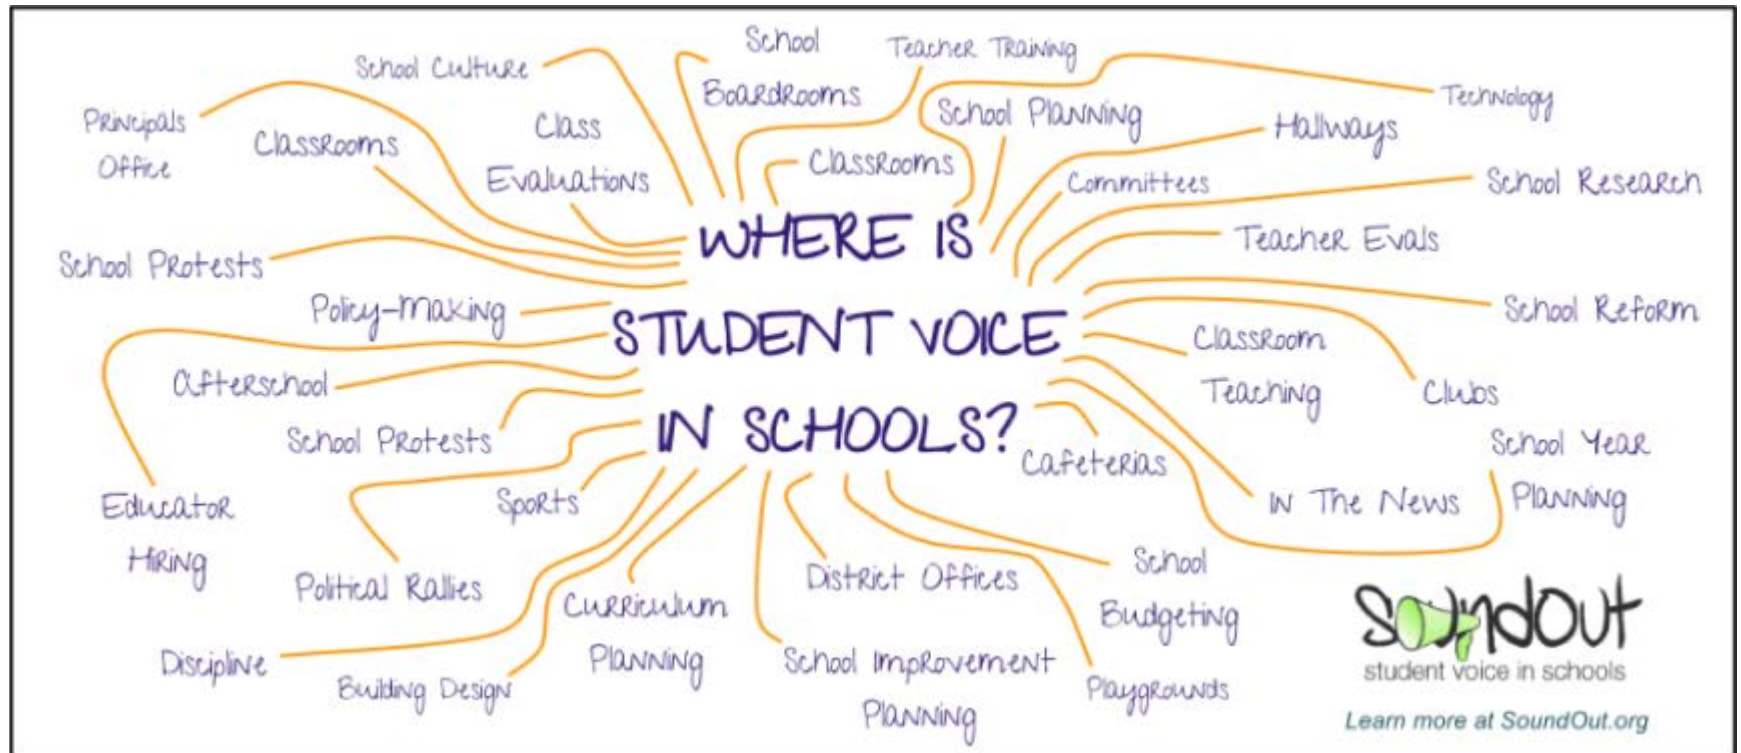 School Culture
School
Boardrooms
Teacher Training
Technology
Principals
Office
Classrooms
Class
Evaluations
Classrooms
School Planning
Hallways
Committees
School Research
Teacher Evals
School Protests
WHERE IS
STUDENT VOICE
IN SCHOOLS?
Policy-Making
School Reform
Classroom
Teaching
Clubs
Afterschool
School Protests
Sports
Cafeterias
School Year
Planning
In The News
Educator
Hiring
Political Rallies
Discipline
Building Design
Curriculum
Planning
District Offices
School Improvement
Planning
School
Budgeting
Playgrounds
SoundOut
student voice in schools
Learn more at SoundOut.org